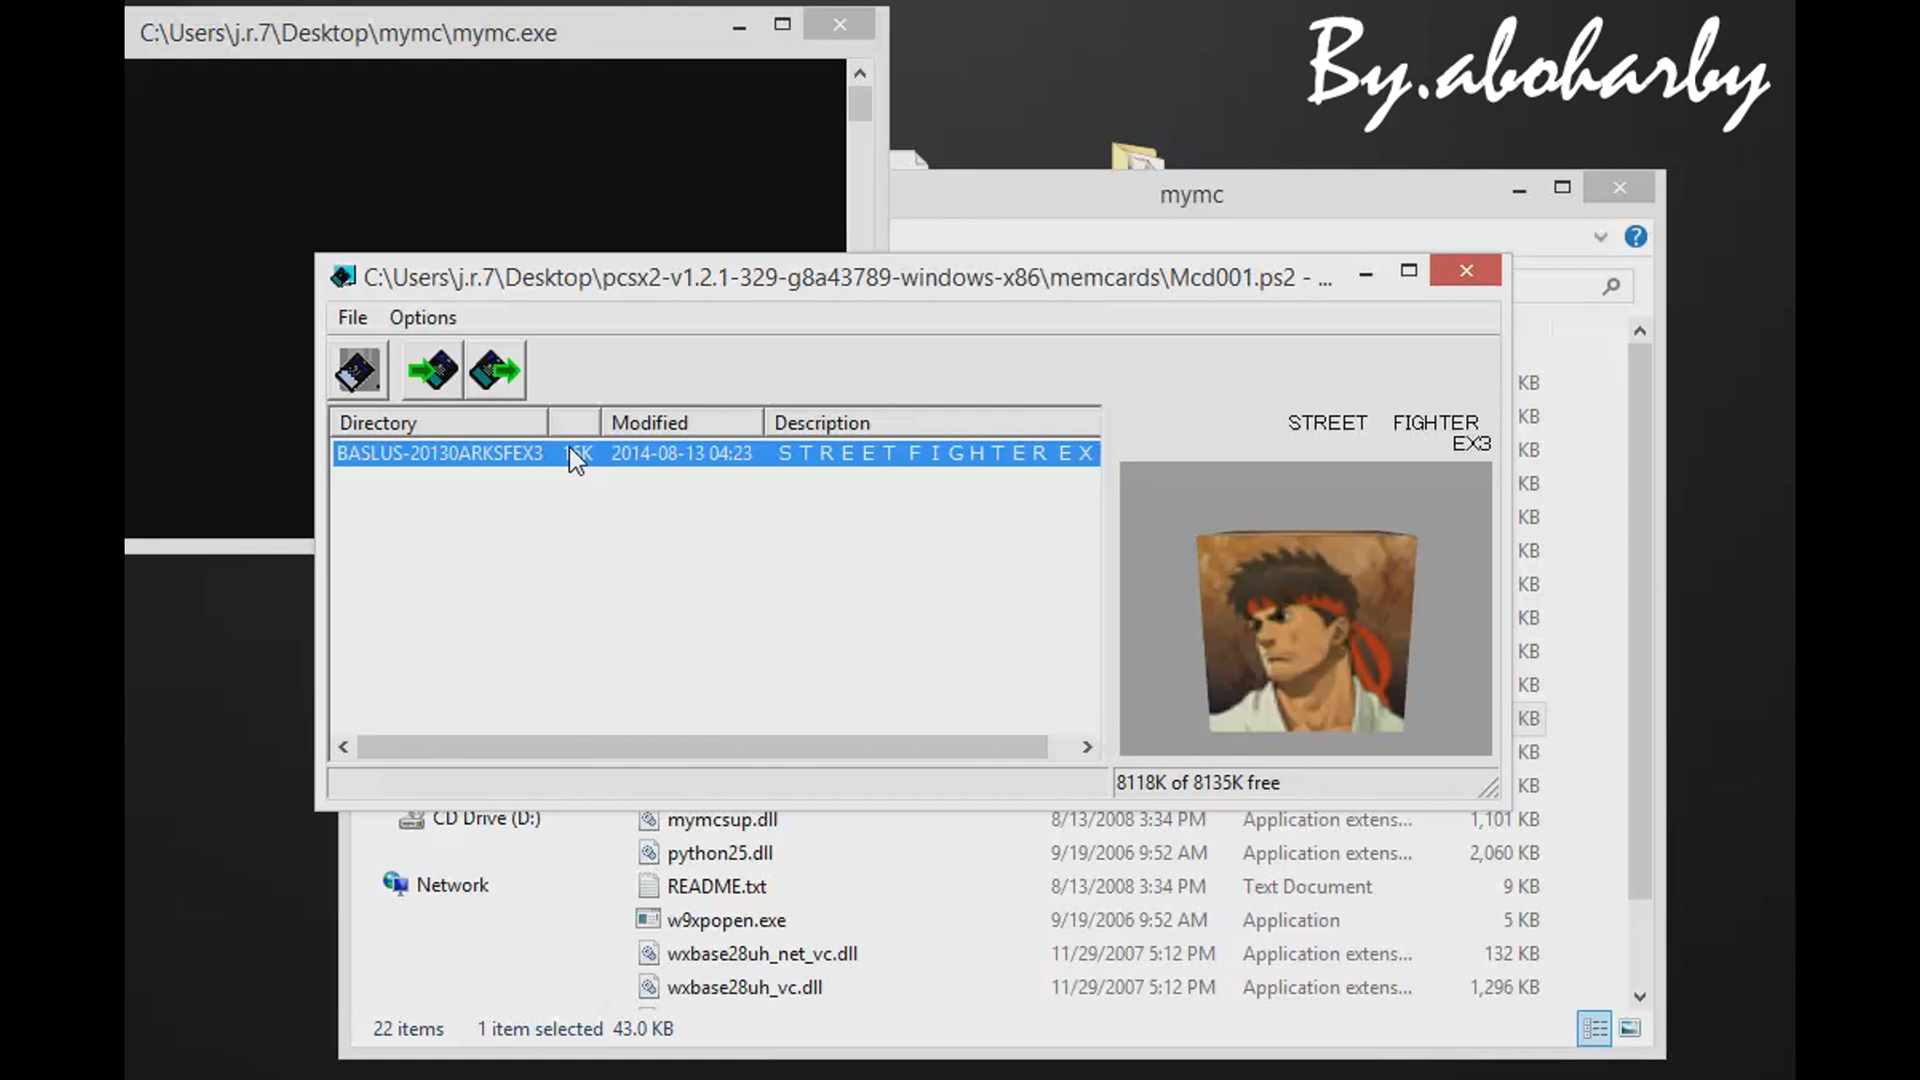 C:\Users\j.r.7\Desktop\mymc\mymc.exe
By.aboharby
mymc
C:\Users\j.r.7\Desktop\pcsx2-v1.2.1-329-g8a43789-windows-x86\memcards\Mcd001.ps2 - ...
File Options
Directory Modified Description
BASLUS-20130ARKSFEX3 2014-08-13 04:23 ＳＴＲＥＥＴ ＦＩＧＨＴＥＲ ＥＸ
STREET FIGHTER
EX3
KB
KB
KB
KB
KB
KB
KB
KB
KB
KB
KB
KB
KB
8118K of 8135K free
CD Drive (D:) mymcsup.dll 8/13/2008 3:34 PM Application extens... 1,101 KB
python25.dll 9/19/2006 9:52 AM Application extens... 2,060 KB
Network README.txt 8/13/2008 3:34 PM Text Document 9 KB
w9xpopen.exe 9/19/2006 9:52 AM Application 5 KB
wxbase28uh_net_vc.dll 11/29/2007 5:12 PM Application extens... 132 KB
wxbase28uh_vc.dll 11/29/2007 5:12 PM Application extens... 1,296 KB
22 items 1 item selected 43.0 KB